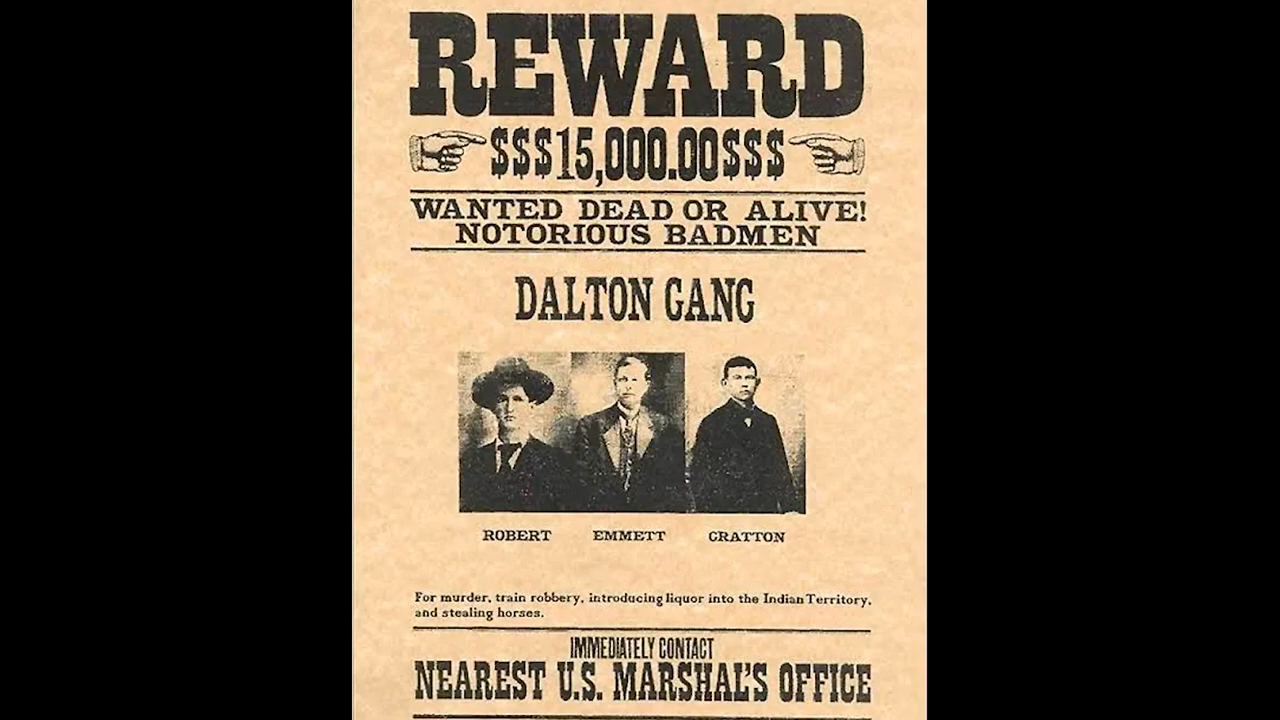 REWARD
$$$15,000.00$$$
WANTED DEAD OR ALIVE!
NOTORIOUS BADMEN
DALTON GANG
ROBERT EMMETT GRATTON
For murder, train robbery, introducing liquor into the Indian Territory,
and stealing horses.
IMMEDIATELY CONTACT
NEAREST U.S. MARSHAL'S OFFICE